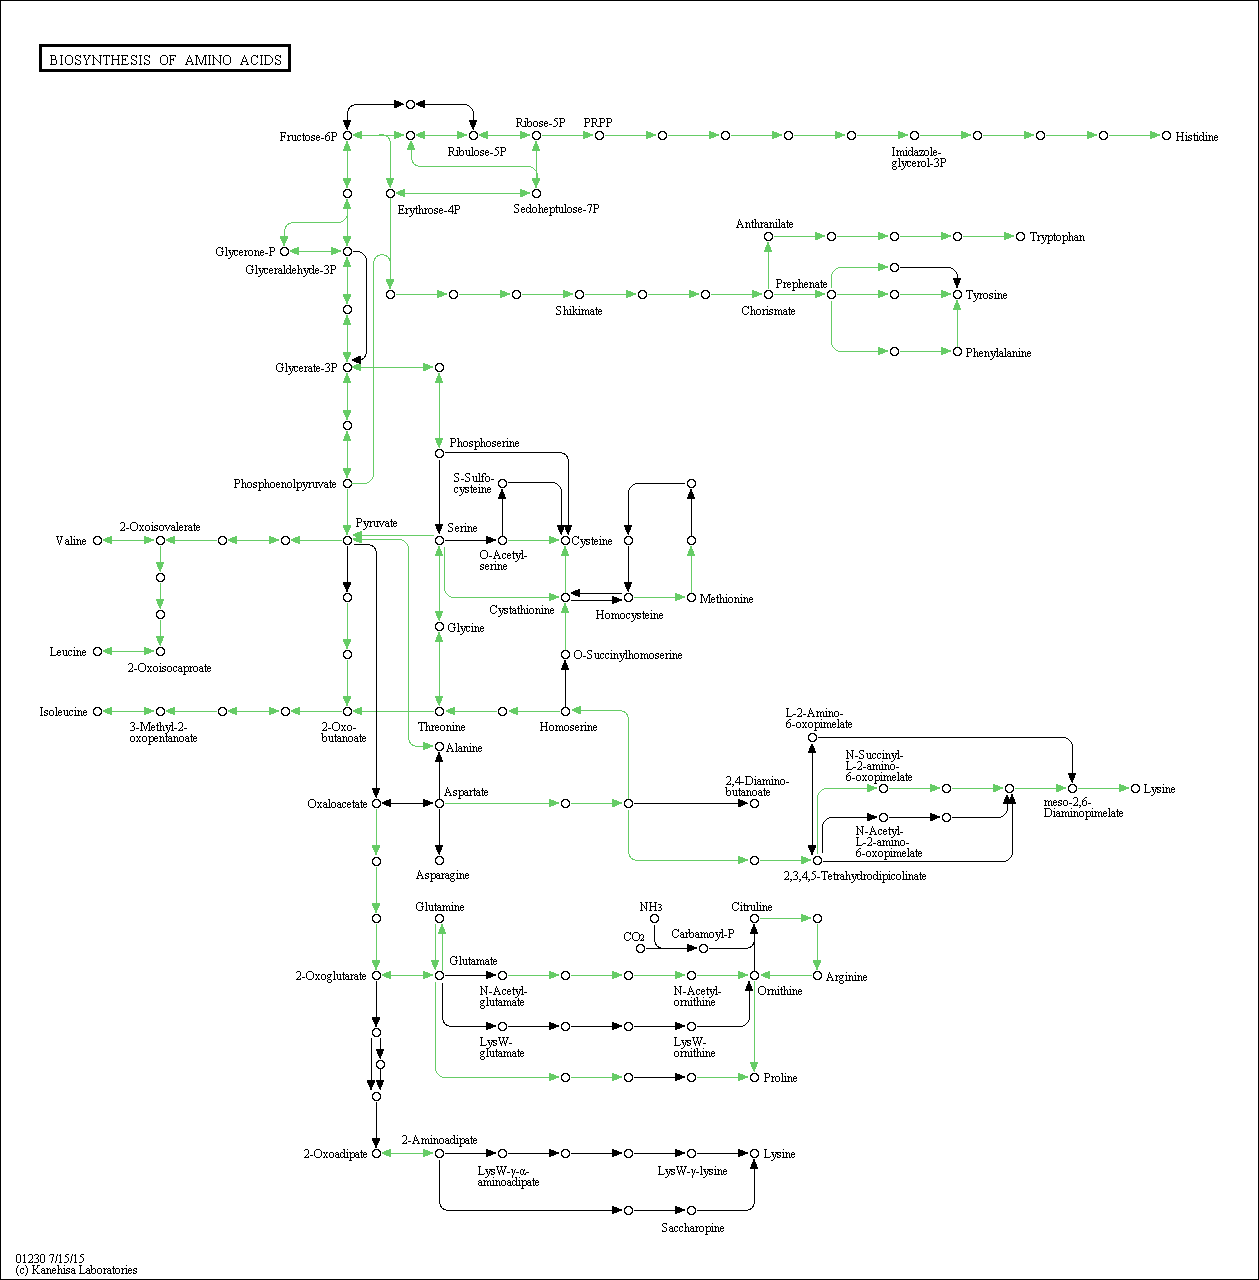 BIOSYNTHESIS OF AMINO ACIDS
Fructose-6P
Ribulose-5P
Ribose-5P
PRPP
Imidazole-
glycerol-3P
Histidine
Erythrose-4P
Sedoheptulose-7P
Glycerone-P
Glyceraldehyde-3P
Anthranilate
Tryptophan
Shikimate
Chorismate
Prephenate
Tyrosine
Phenylalanine
Glycerate-3P
Phosphoserine
Phosphoenolpyruvate
S-Sulfo-
cysteine
Valine
2-Oxoisovalerate
Pyruvate
Serine
O-Acetyl-
serine
Cysteine
Cystathionine
Homocysteine
Methionine
Glycine
Leucine
2-Oxoisocaproate
O-Succinylhomoserine
Isoleucine
3-Methyl-2-
oxopentanoate
2-Oxo-
butanoate
Threonine
Homoserine
Alanine
L-2-Amino-
6-oxopimelate
N-Succinyl-
L-2-amino-
6-oxopimelate
Oxaloacetate
Aspartate
2,4-Diamino-
butanoate
meso-2,6-
Diaminopimelate
Lysine
N-Acetyl-
L-2-amino-
6-oxopimelate
Asparagine
2,3,4,5-Tetrahydrodipicolinate
Glutamine
NH3
Citruline
CO2
Carbamoyl-P
2-Oxoglutarate
Glutamate
N-Acetyl-
glutamate
N-Acetyl-
ornithine
Ornithine
Arginine
LysW-
glutamate
LysW-
ornithine
Proline
2-Oxoadipate
2-Aminoadipate
LysW-γ-α-
aminoadipate
LysW-γ-lysine
Lysine
Saccharopine
01230 7/15/15
(c) Kanehisa Laboratories